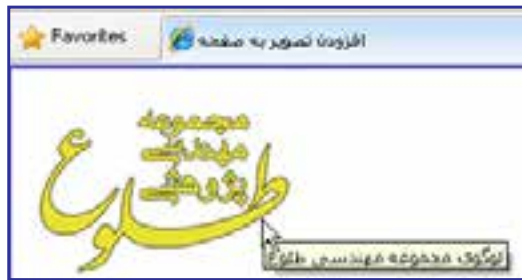 Favorites
افزودن تصویر به صفحه
مجموعه
مهندسی
پژوهشی
طلوع
لوگوی مجموعه مهندسی طلوع